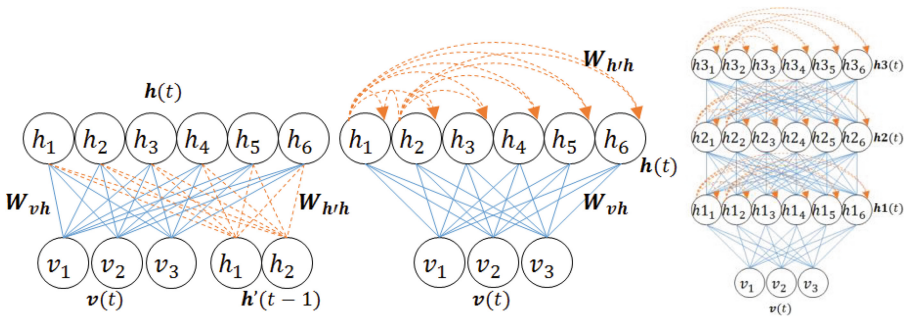 h(t)
h₁ h₂ h₃ h₄ h₅ h₆
W_vh W_h'h
v₁ v₂ v₃ h₁ h₂
v(t) h'(t−1)
W_h'h
h₁ h₂ h₃ h₄ h₅ h₆
h(t)
W_vh
v₁ v₂ v₃
v(t)
h3₁ h3₂ h3₃ h3₄ h3₅ h3₆ h3(t)
h2₁ h2₂ h2₃ h2₄ h2₅ h2₆ h2(t)
h1₁ h1₂ h1₃ h1₄ h1₅ h1₆ h1(t)
v₁ v₂ v₃
v(t)